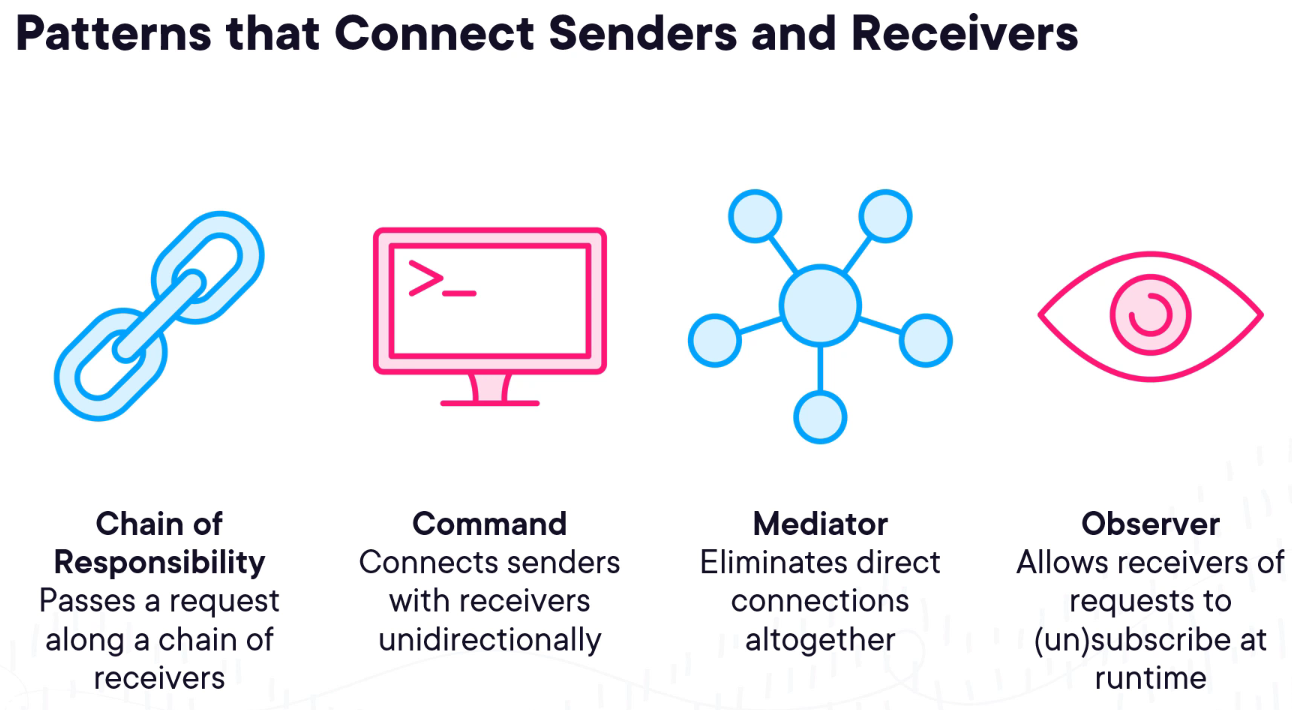 Patterns that Connect Senders and Receivers
>_
Chain of
Responsibility
Passes a request
along a chain of
receivers
Command
Connects senders
with receivers
unidirectionally
Mediator
Eliminates direct
connections
altogether
Observer
Allows receivers of
requests to
(un)subscribe at
runtime